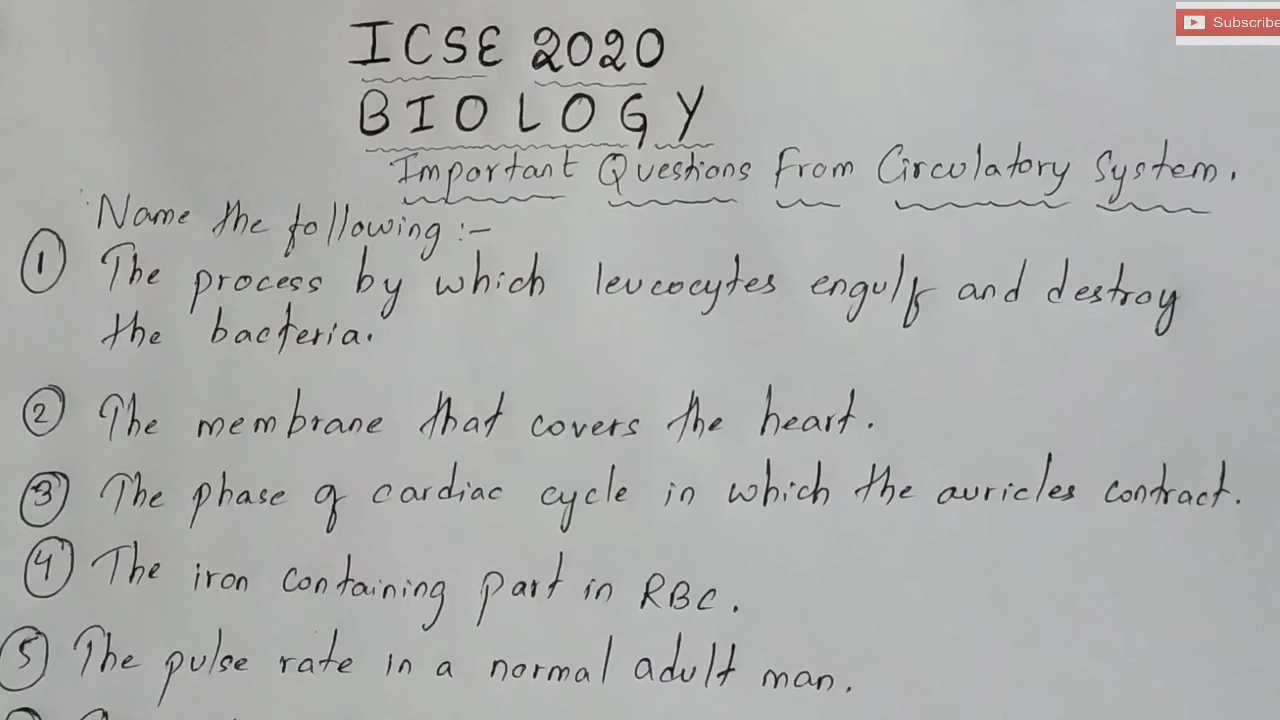 Subscribe
ICSE 2020
BIOLOGY
Important Questions From Circulatory System.
Name the following :-
① The process by which leucocytes engulf and destroy
the bacteria.
② The membrane that covers the heart.
③ The phase of cardiac cycle in which the auricles contract.
④ The iron containing part in RBC.
⑤ The pulse rate in a normal adult man.